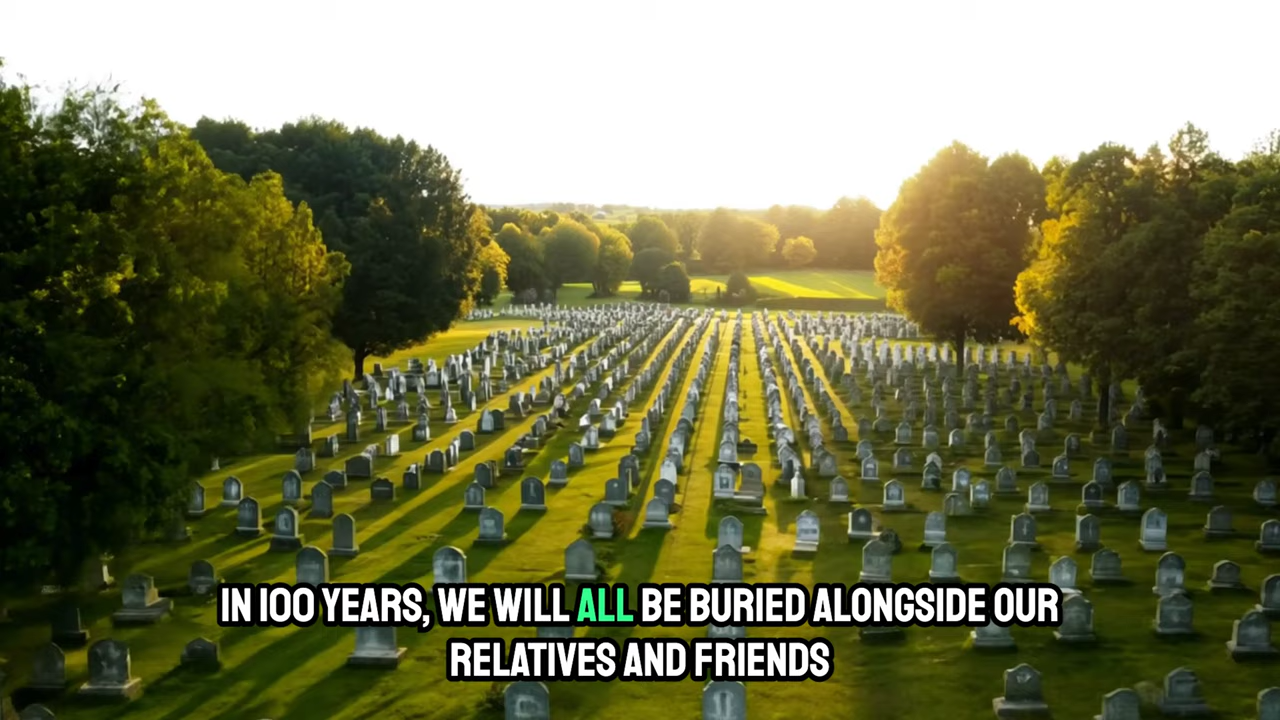 IN 100 YEARS, WE WILL ALL BE BURIED ALONGSIDE OUR
RELATIVES AND FRIENDS